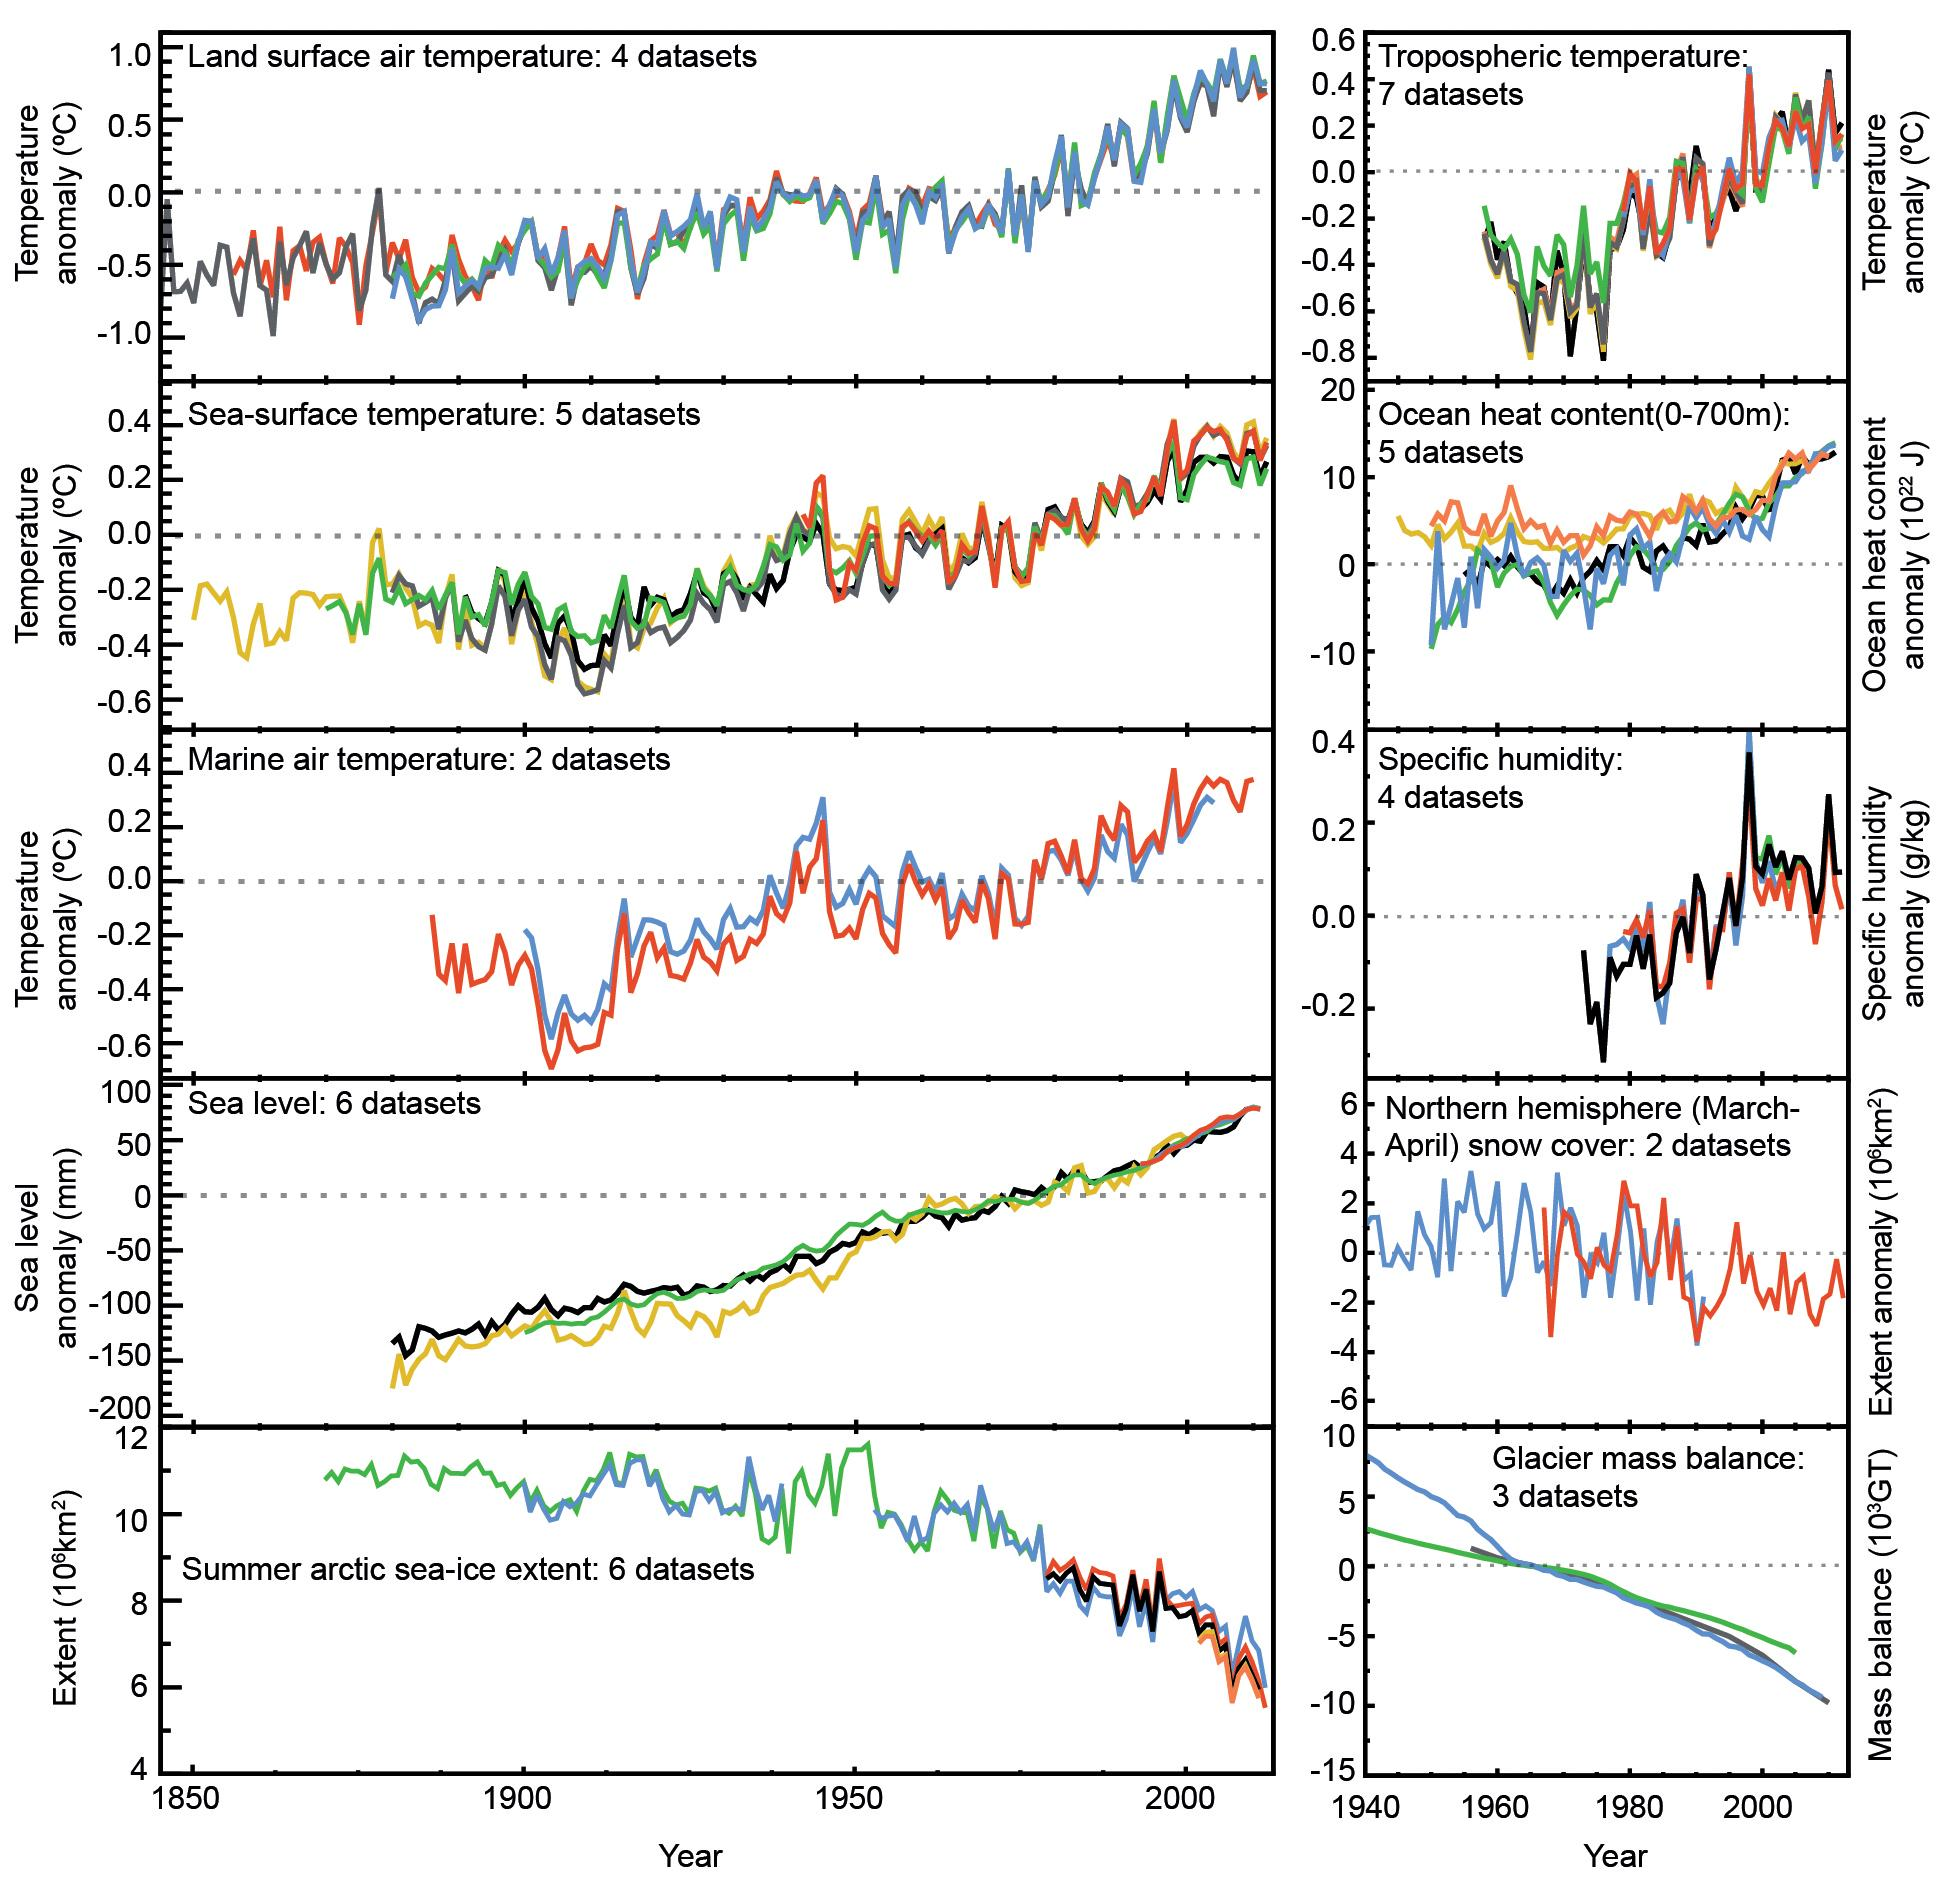 Land surface air temperature: 4 datasets
Temperature
anomaly (ºC)
1.0
0.5
0.0
-0.5
-1.0
Sea-surface temperature: 5 datasets
Temperature
anomaly (ºC)
0.4
0.2
0.0
-0.2
-0.4
-0.6
Marine air temperature: 2 datasets
Temperature
anomaly (ºC)
0.4
0.2
0.0
-0.2
-0.4
-0.6
Sea level: 6 datasets
Sea level
anomaly (mm)
100
50
0
-50
-100
-150
-200
Summer arctic sea-ice extent: 6 datasets
Extent (10⁶km²)
12
10
8
6
4
1850 1900 1950 2000
Year
Tropospheric temperature:
7 datasets
0.6
0.4
0.2
0.0
-0.2
-0.4
-0.6
-0.8
Temperature
anomaly (ºC)
Ocean heat content(0-700m):
5 datasets
20
10
0
-10
Ocean heat content
anomaly (10²² J)
Specific humidity:
4 datasets
0.4
0.2
0.0
-0.2
Specific humidity
anomaly (g/kg)
Northern hemisphere (March-
April) snow cover: 2 datasets
6
4
2
0
-2
-4
-6
Extent anomaly (10⁶km²)
Glacier mass balance:
3 datasets
10
5
0
-5
-10
-15
Mass balance (10³GT)
1940 1960 1980 2000
Year